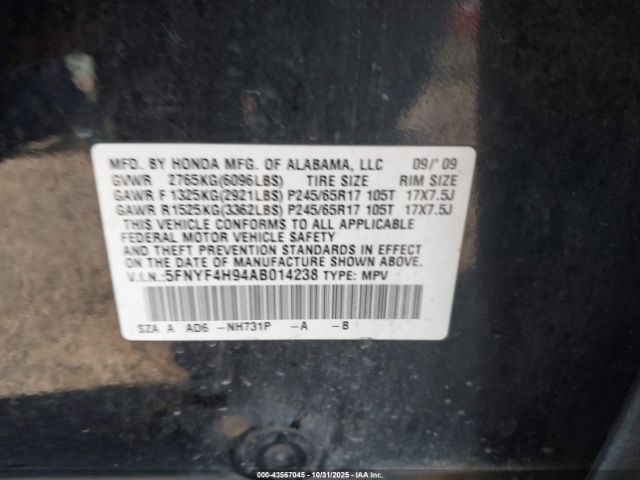 MFD. BY HONDA MFG. OF ALABAMA, LLC 09/'09
GVWR 2765KG(6096LBS) TIRE SIZE RIM SIZE
GAWR F 1325KG(2921LBS) P245/65R17 105T 17X7.5J
GAWR R1525KG(3362LBS) P245/65R17 105T 17X7.5J
THIS VEHICLE CONFORMS TO ALL APPLICABLE
FEDERAL MOTOR VEHICLE SAFETY
AND THEFT PREVENTION STANDARDS IN EFFECT
ON THE DATE OF MANUFACTURE SHOWN ABOVE.
V.I.N.:5FNYF4H94AB014238 TYPE: MPV
SZA A AD6 -NH731P -A -B
00-43567045 - 10/31/2025 - IAA Inc.